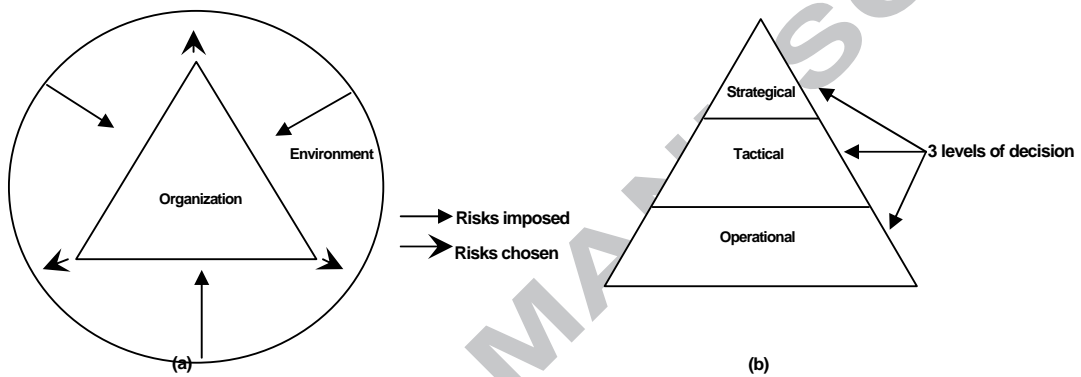 Environment
Organization
Risks imposed
Risks chosen
(a)
Strategical
Tactical
Operational
3 levels of decision
(b)